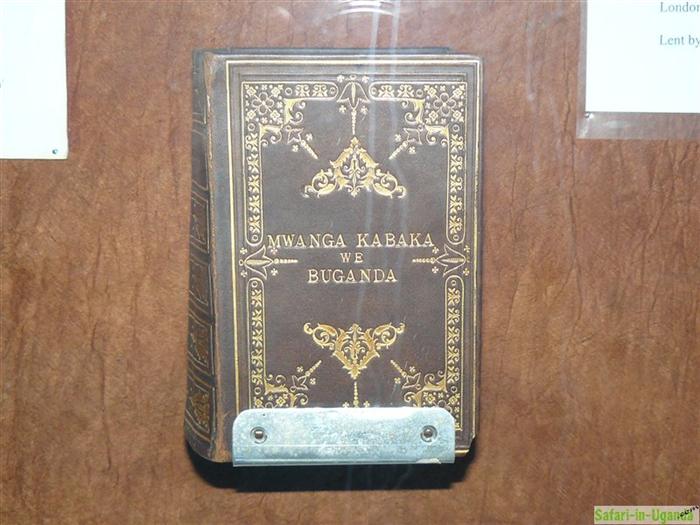 London
Lent by
MWANGA KABAKA
WE
BUGANDA
Safari-in-Uganda